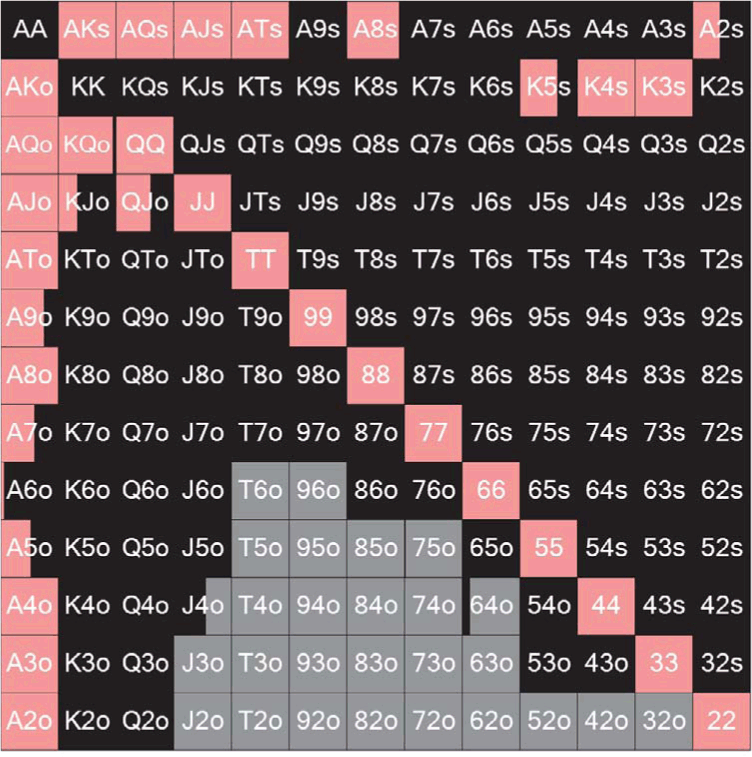 AA AKs AQs AJs ATs A9s A8s A7s A6s A5s A4s A3s A2s
AKo KK KQs KJs KTs K9s K8s K7s K6s K5s K4s K3s K2s
AQo KQo QQ QJs QTs Q9s Q8s Q7s Q6s Q5s Q4s Q3s Q2s
AJo KJo QJo JJ JTs J9s J8s J7s J6s J5s J4s J3s J2s
ATo KTo QTo JTo TT T9s T8s T7s T6s T5s T4s T3s T2s
A9o K9o Q9o J9o T9o 99 98s 97s 96s 95s 94s 93s 92s
A8o K8o Q8o J8o T8o 98o 88 87s 86s 85s 84s 83s 82s
A7o K7o Q7o J7o T7o 97o 87o 77 76s 75s 74s 73s 72s
A6o K6o Q6o J6o T6o 96o 86o 76o 66 65s 64s 63s 62s
A5o K5o Q5o J5o T5o 95o 85o 75o 65o 55 54s 53s 52s
A4o K4o Q4o J4o T4o 94o 84o 74o 64o 54o 44 43s 42s
A3o K3o Q3o J3o T3o 93o 83o 73o 63o 53o 43o 33 32s
A2o K2o Q2o J2o T2o 92o 82o 72o 62o 52o 42o 32o 22